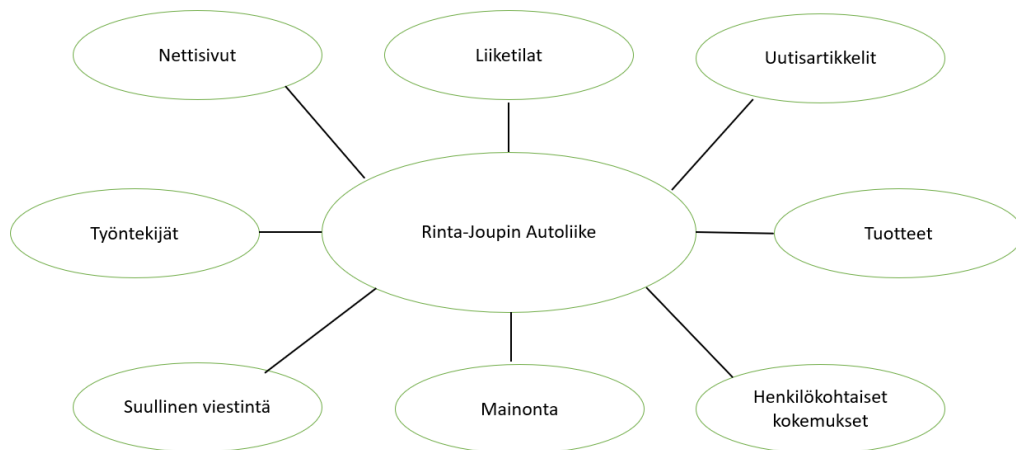 Nettisivut
Liiketilat
Uutisartikkelit
Työntekijät
Rinta-Joupin Autoliike
Tuotteet
Suullinen viestintä
Mainonta
Henkilökohtaiset
kokemukset